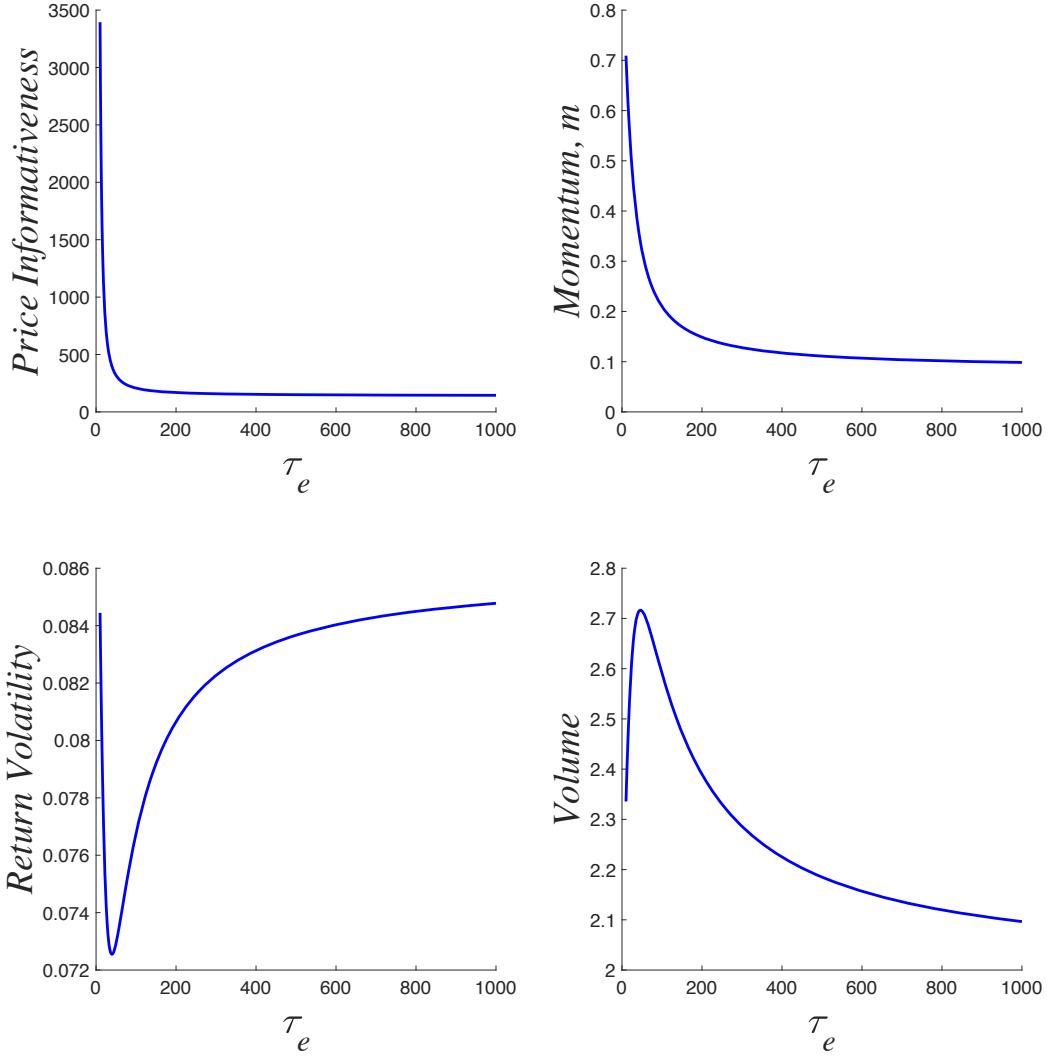 3500
3000
2500
2000
1500
1000
500
0
Price Informativeness
0 200 400 600 800 1000
τe
0.8
0.7
0.6
0.5
0.4
0.3
0.2
0.1
0
Momentum, m
0 200 400 600 800 1000
τe
0.086
0.084
0.082
0.08
0.078
0.076
0.074
0.072
Return Volatility
0 200 400 600 800 1000
τe
2.8
2.7
2.6
2.5
2.4
2.3
2.2
2.1
2
Volume
0 200 400 600 800 1000
τe